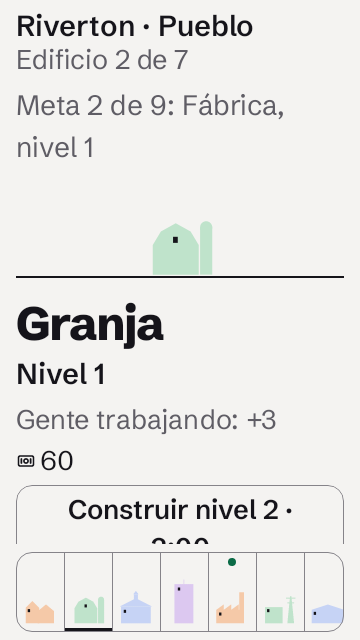 Riverton · Pueblo
Edificio 2 de 7
Meta 2 de 9: Fábrica,
nivel 1
Granja
Nivel 1
Gente trabajando: +3
60
Construir nivel 2 ·